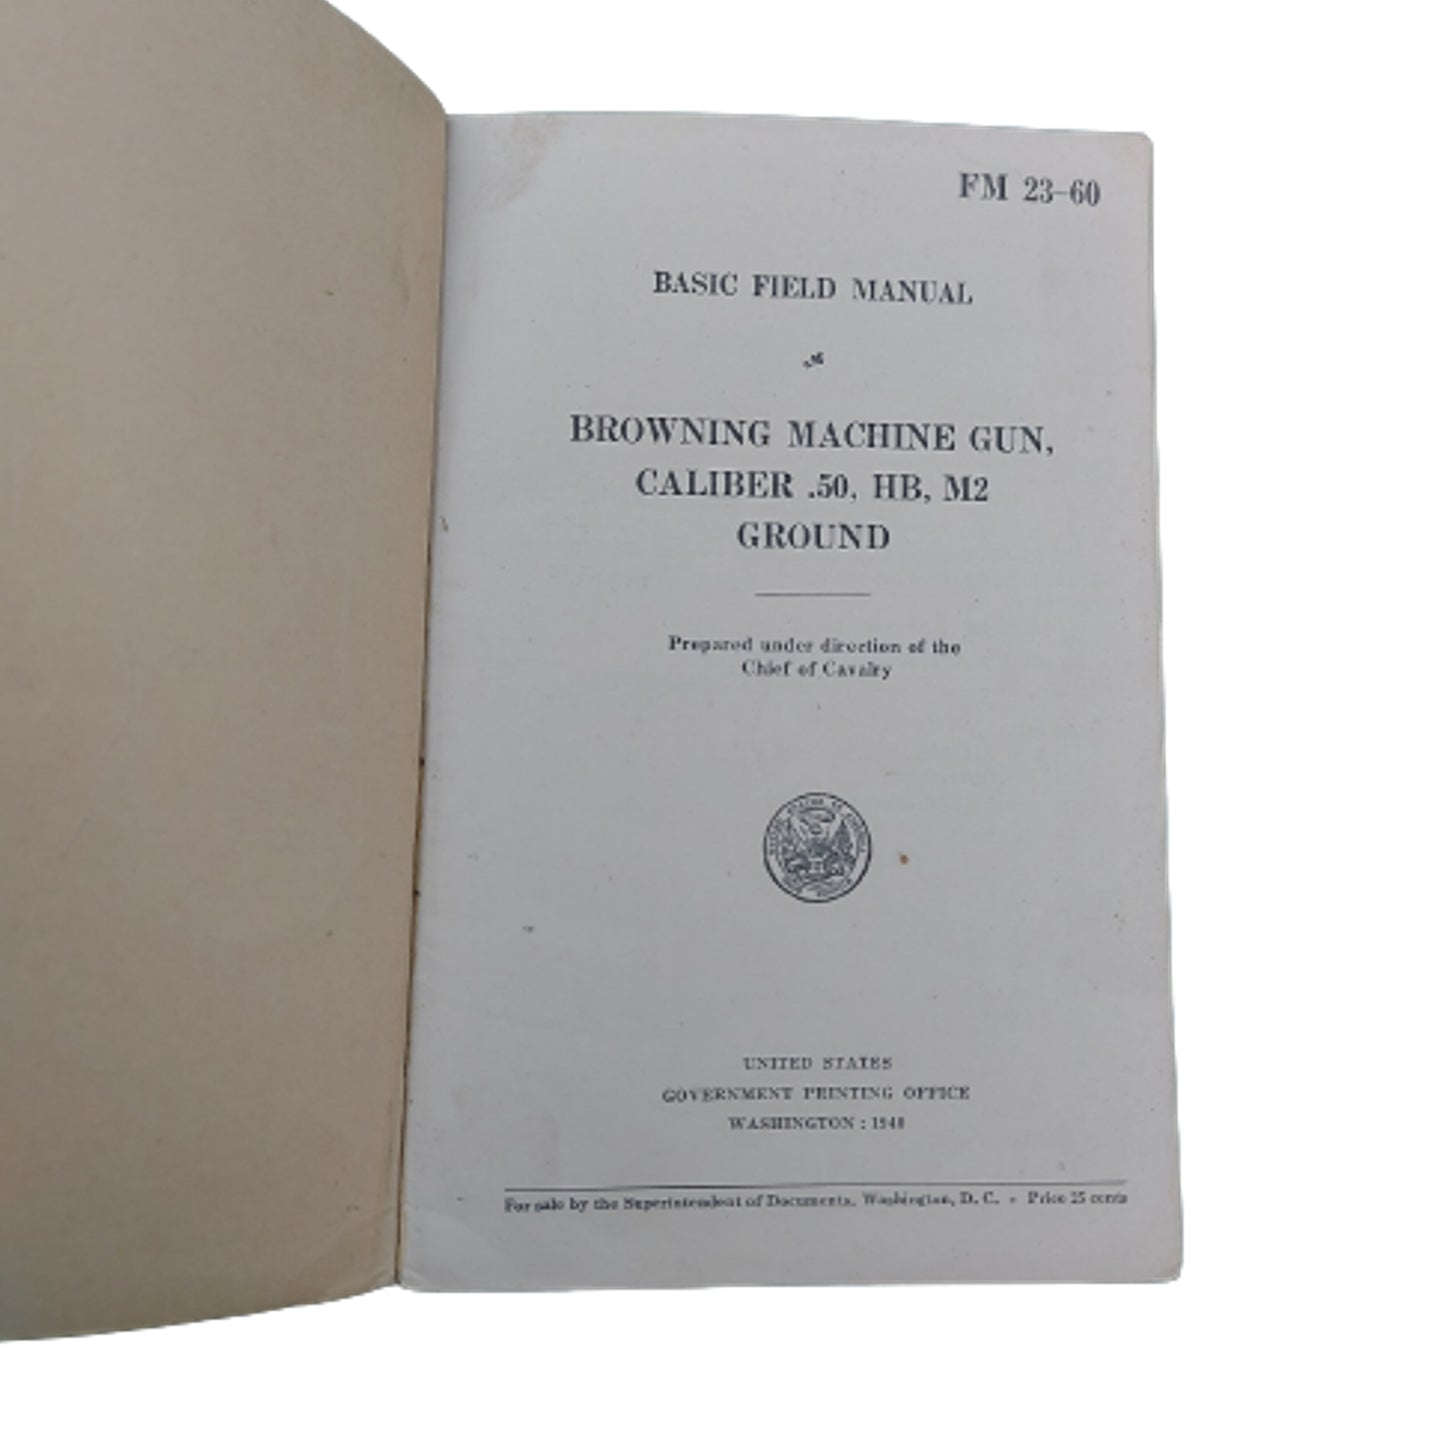 FM 23-60
BASIC FIELD MANUAL
BROWNING MACHINE GUN,
CALIBER .50, HB, M2
GROUND
Prepared under direction of the
Chief of Cavalry
UNITED STATES
GOVERNMENT PRINTING OFFICE
WASHINGTON : 1940
For sale by the Superintendent of Documents, Washington, D. C. - Price 25 cents